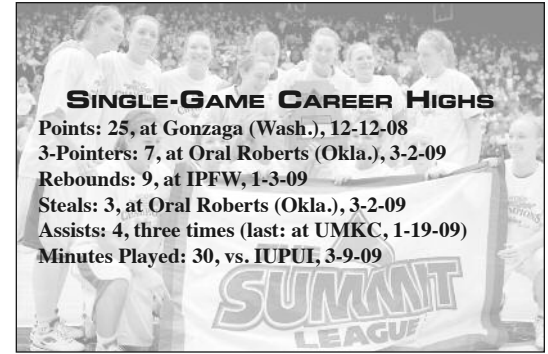 SINGLE-GAME CAREER HIGHS
Points: 25, at Gonzaga (Wash.), 12-12-08
3-Pointers: 7, at Oral Roberts (Okla.), 3-2-09
Rebounds: 9, at IPFW, 1-3-09
Steals: 3, at Oral Roberts (Okla.), 3-2-09
Assists: 4, three times (last: at UMKC, 1-19-09)
Minutes Played: 30, vs. IUPUI, 3-9-09
THE
SUMMIT
LEAGUE